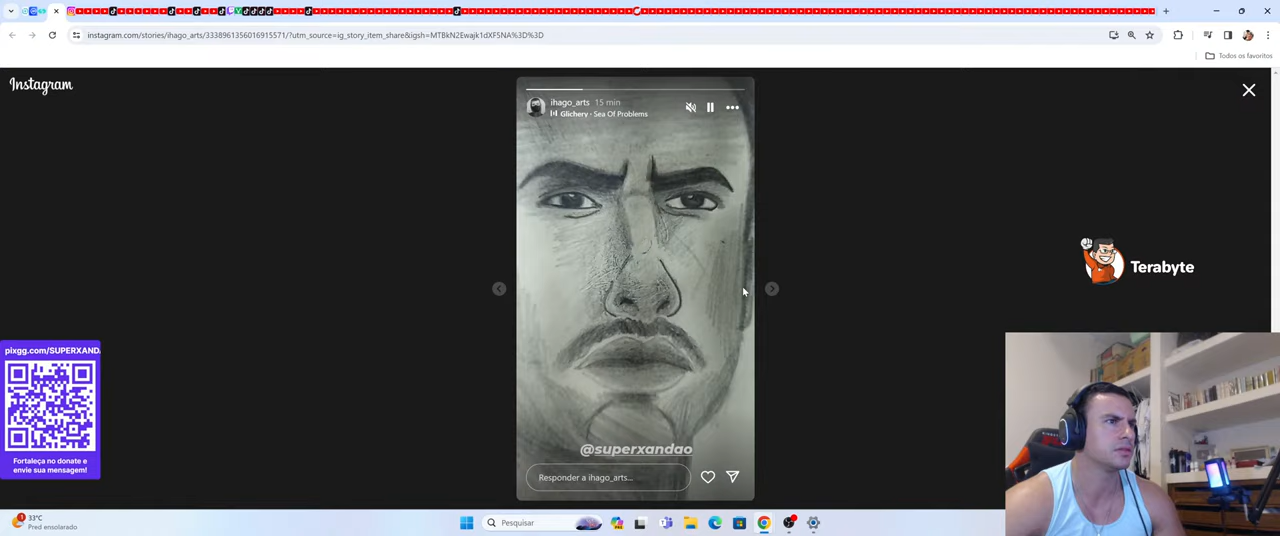 instagram.com/stories/ihago_arts/3338961356016915571/?utm_source=ig_story_item_share&igsh=MTBkN2Ewajk1dXF5NA%3D%3D
Todos os favoritos
Instagram
ihago_arts 15 min
Glichery · Sea Of Problems
Terabyte
pixgg.com/SUPERXANDA
Fortaleça no donate e
envie sua mensagem!
@superxandao
Responder a ihago_arts...
33°C
Pred ensolarado
Pesquisar